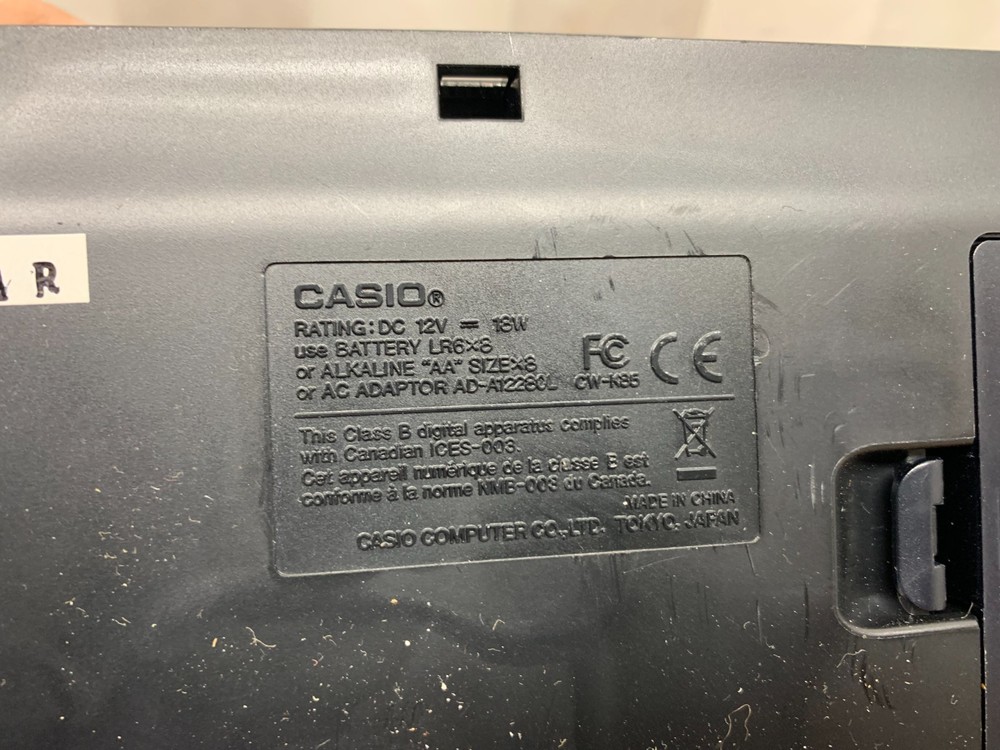 R
CASIO®
RATING: DC 12V ⎓ 18W
use BATTERY LR6×8
or ALKALINE "AA" SIZE×8
or AC ADAPTOR AD-A12280L
FC CE
CW-K85
This Class B digital apparatus complies
with Canadian ICES-003.
Cet appareil numérique de la classe B est
conforme à la norme NMB-003 du Canada.
MADE IN CHINA
CASIO COMPUTER CO., LTD. TOKYO, JAPAN